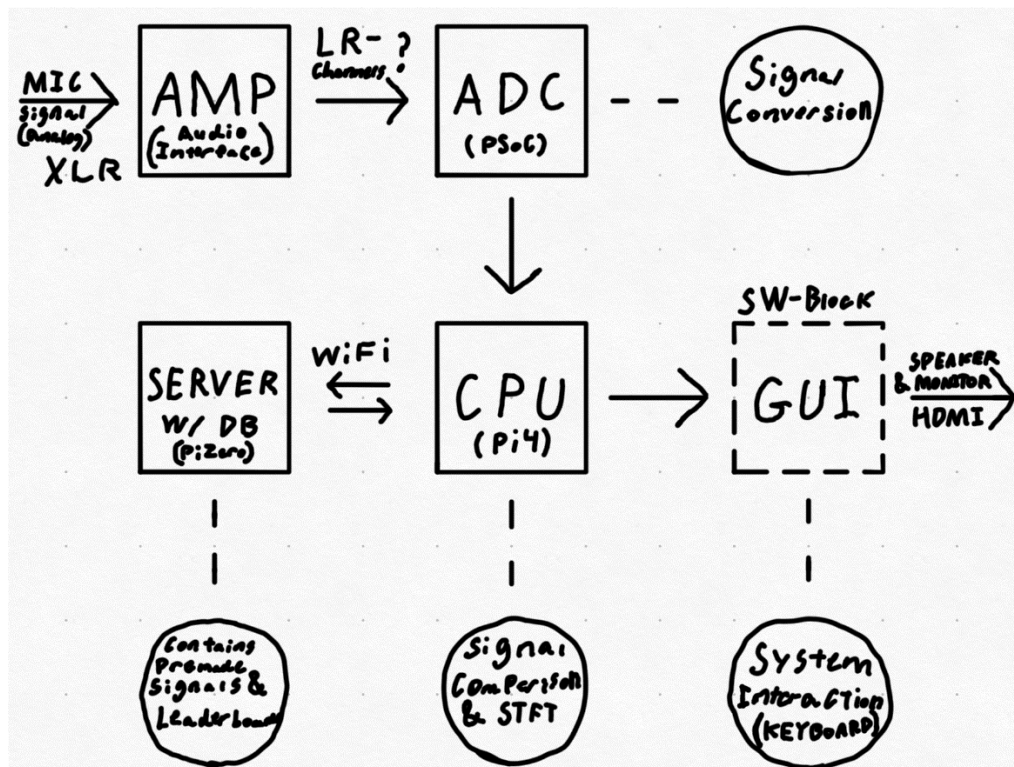 MIC
Signal
(Analog)
XLR
AMP
(Audio
Interface)
LR-?
Channels!
ADC
(PSoC)
Signal
Conversion
SERVER
W/ DB
(PiZero)
WiFi
CPU
(Pi4)
SW-Block
GUI
SPEAKER
& MONITOR
HDMI
Contains
Premade
Signals &
Leaderboard
Signal
Comparison
& STFT
System
Interaction
(KEYBOARD)